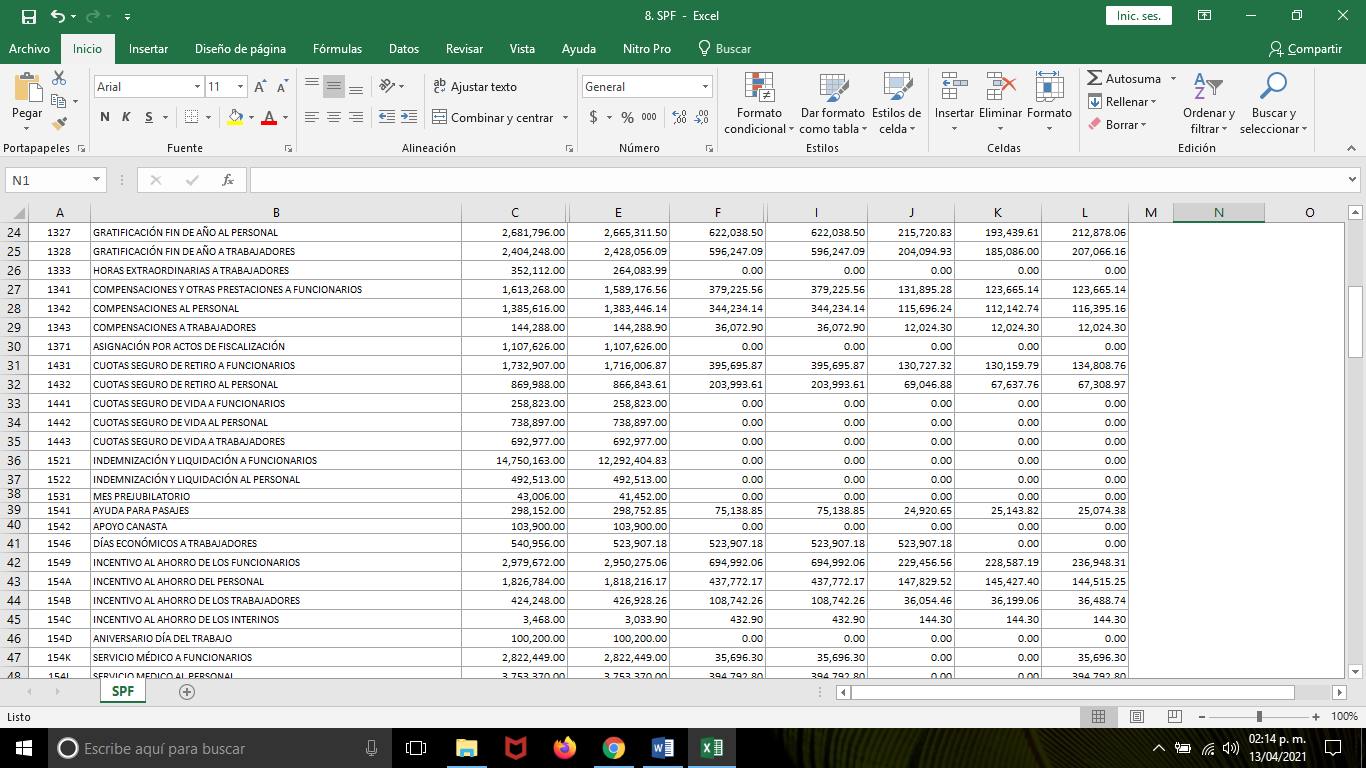 8. SPF - Excel
Inic. ses.
Archivo Inicio Insertar Diseño de página Fórmulas Datos Revisar Vista Ayuda Nitro Pro Buscar Compartir
Pegar
Portapapeles
Arial 11
N K S
Fuente
Ajustar texto
Combinar y centrar
Alineación
General
$ % 000
Número
Formato condicional
Dar formato como tabla
Estilos de celda
Estilos
Insertar Eliminar Formato
Celdas
Autosuma
Rellenar
Borrar
Ordenar y filtrar
Buscar y seleccionar
Edición
N1 fx
A B C E F I J K L M N O
24 1327 GRATIFICACIÓN FIN DE AÑO AL PERSONAL 2,681,796.00 2,665,311.50 622,038.50 622,038.50 215,720.83 193,439.61 212,878.06
25 1328 GRATIFICACIÓN FIN DE AÑO A TRABAJADORES 2,404,248.00 2,428,056.09 596,247.09 596,247.09 204,094.93 185,086.00 207,066.16
26 1333 HORAS EXTRAORDINARIAS A TRABAJADORES 352,112.00 264,083.99 0.00 0.00 0.00 0.00 0.00
27 1341 COMPENSACIONES Y OTRAS PRESTACIONES A FUNCIONARIOS 1,613,268.00 1,589,176.56 379,225.56 379,225.56 131,895.28 123,665.14 123,665.14
28 1342 COMPENSACIONES AL PERSONAL 1,385,616.00 1,383,446.14 344,234.14 344,234.14 115,696.24 112,142.74 116,395.16
29 1343 COMPENSACIONES A TRABAJADORES 144,288.00 144,288.90 36,072.90 36,072.90 12,024.30 12,024.30 12,024.30
30 1371 ASIGNACIÓN POR ACTOS DE FISCALIZACIÓN 1,107,626.00 1,107,626.00 0.00 0.00 0.00 0.00 0.00
31 1431 CUOTAS SEGURO DE RETIRO A FUNCIONARIOS 1,732,907.00 1,716,006.87 395,695.87 395,695.87 130,727.32 130,159.79 134,808.76
32 1432 CUOTAS SEGURO DE RETIRO AL PERSONAL 869,988.00 866,843.61 203,993.61 203,993.61 69,046.88 67,637.76 67,308.97
33 1441 CUOTAS SEGURO DE VIDA A FUNCIONARIOS 258,823.00 258,823.00 0.00 0.00 0.00 0.00 0.00
34 1442 CUOTAS SEGURO DE VIDA AL PERSONAL 738,897.00 738,897.00 0.00 0.00 0.00 0.00 0.00
35 1443 CUOTAS SEGURO DE VIDA A TRABAJADORES 692,977.00 692,977.00 0.00 0.00 0.00 0.00 0.00
36 1521 INDEMNIZACIÓN Y LIQUIDACIÓN A FUNCIONARIOS 14,750,163.00 12,292,404.83 0.00 0.00 0.00 0.00 0.00
37 1522 INDEMNIZACIÓN Y LIQUIDACIÓN AL PERSONAL 492,513.00 492,513.00 0.00 0.00 0.00 0.00 0.00
38 1531 MES PREJUBILATORIO 43,006.00 41,452.00 0.00 0.00 0.00 0.00 0.00
39 1541 AYUDA PARA PASAJES 298,152.00 298,752.85 75,138.85 75,138.85 24,920.65 25,143.82 25,074.38
40 1542 APOYO CANASTA 103,900.00 103,900.00 0.00 0.00 0.00 0.00 0.00
41 1546 DÍAS ECONÓMICOS A TRABAJADORES 540,956.00 523,907.18 523,907.18 523,907.18 523,907.18 0.00 0.00
42 1549 INCENTIVO AL AHORRO DE LOS FUNCIONARIOS 2,979,672.00 2,950,275.06 694,992.06 694,992.06 229,456.56 228,587.19 236,948.31
43 154A INCENTIVO AL AHORRO DEL PERSONAL 1,826,784.00 1,818,216.17 437,772.17 437,772.17 147,829.52 145,427.40 144,515.25
44 154B INCENTIVO AL AHORRO DE LOS TRABAJADORES 424,248.00 426,928.26 108,742.26 108,742.26 36,054.46 36,199.06 36,488.74
45 154C INCENTIVO AL AHORRO DE LOS INTERINOS 3,468.00 3,033.90 432.90 432.90 144.30 144.30 144.30
46 154D ANIVERSARIO DÍA DEL TRABAJO 100,200.00 100,200.00 0.00 0.00 0.00 0.00 0.00
47 154K SERVICIO MÉDICO A FUNCIONARIOS 2,822,449.00 2,822,449.00 35,696.30 35,696.30 0.00 0.00 35,696.30
48 154L SERVICIO MEDICO AL PERSONAL 3,753,370.00 3,753,370.00 394,792.80 394,792.80 0.00 0.00 394,792.80
SPF
Listo 100%
Escribe aquí para buscar
02:14 p. m.
13/04/2021